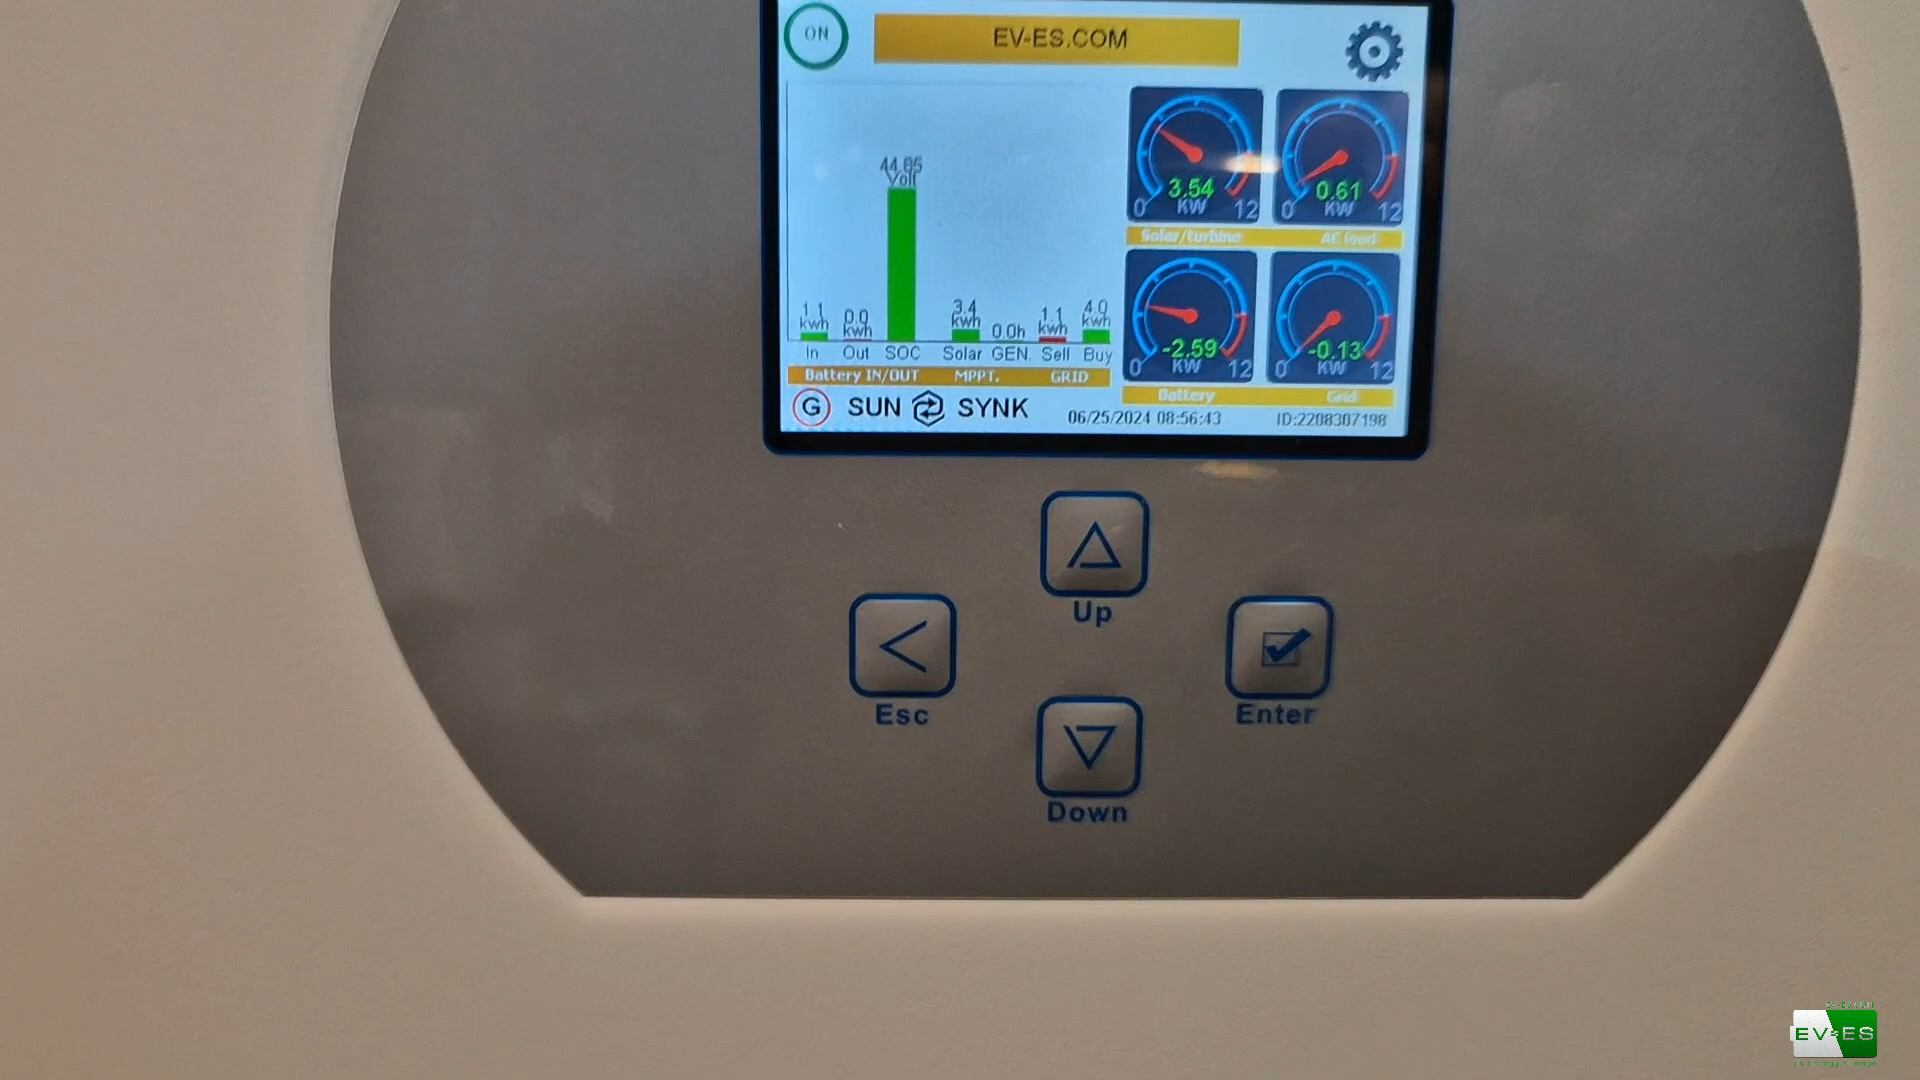 ON
EV-ES.COM
44.85
Volt
1.1
kwh
0.0
kwh
3.4
kwh
0.0h
1.1
kwh
4.0
kwh
In Out SOC Solar GEN. Sell Buy
Battery IN/OUT MPPT. GRID
3.54
0 KW 12
0.61
0 KW 12
Solar/turbine AC load
-2.59
0 KW 12
-0.13
0 KW 12
Battery Grid
G SUN SYNK 06/25/2024 08:56:43 ID:2208307198
Up
Esc
Enter
Down
EV ES